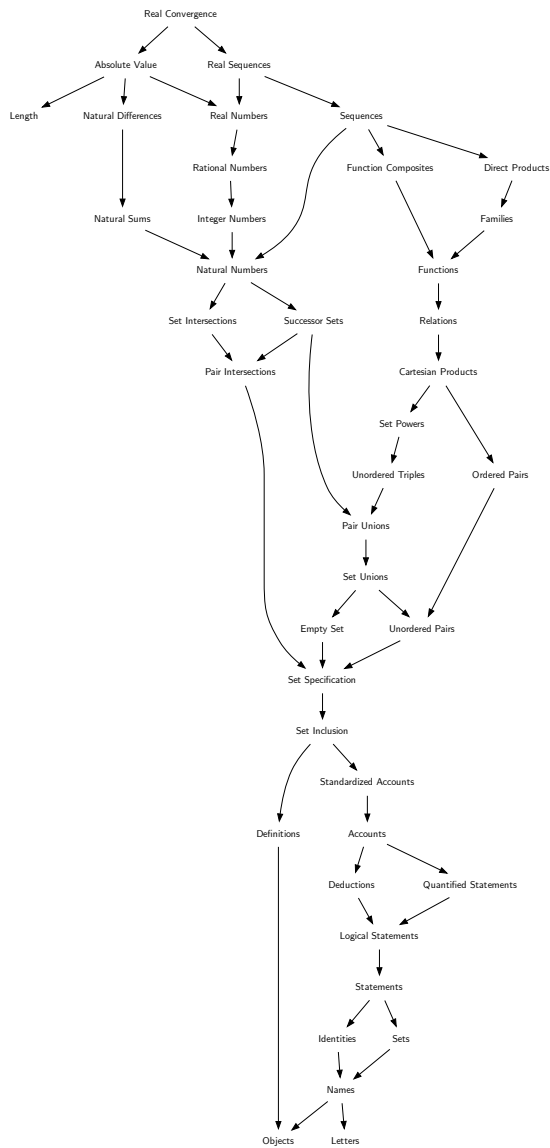 Real Convergence
Absolute Value
Real Sequences
Length
Natural Differences
Real Numbers
Sequences
Rational Numbers
Function Composites
Direct Products
Natural Sums
Integer Numbers
Families
Natural Numbers
Functions
Set Intersections
Successor Sets
Relations
Pair Intersections
Cartesian Products
Set Powers
Unordered Triples
Ordered Pairs
Pair Unions
Set Unions
Empty Set
Unordered Pairs
Set Specification
Set Inclusion
Standardized Accounts
Definitions
Accounts
Deductions
Quantified Statements
Logical Statements
Statements
Identities
Sets
Names
Objects
Letters